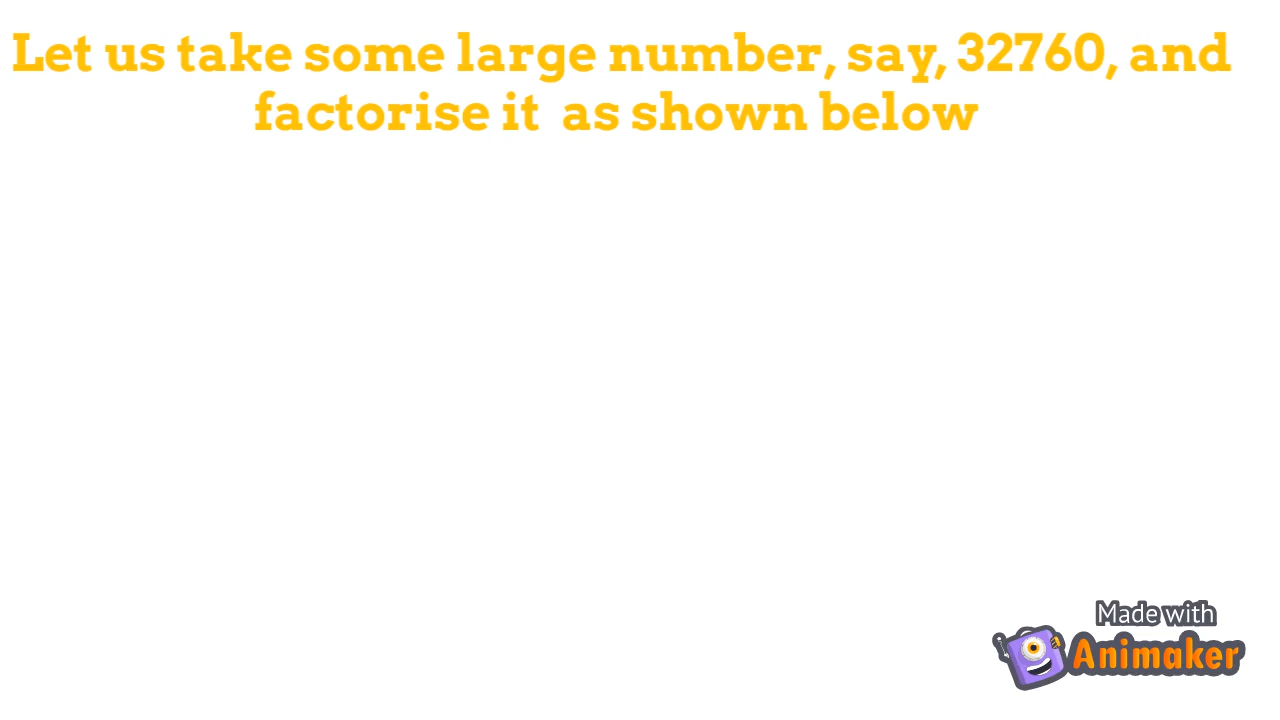 Let us take some large number, say, 32760, and
factorise it  as shown below
Made with
Animaker